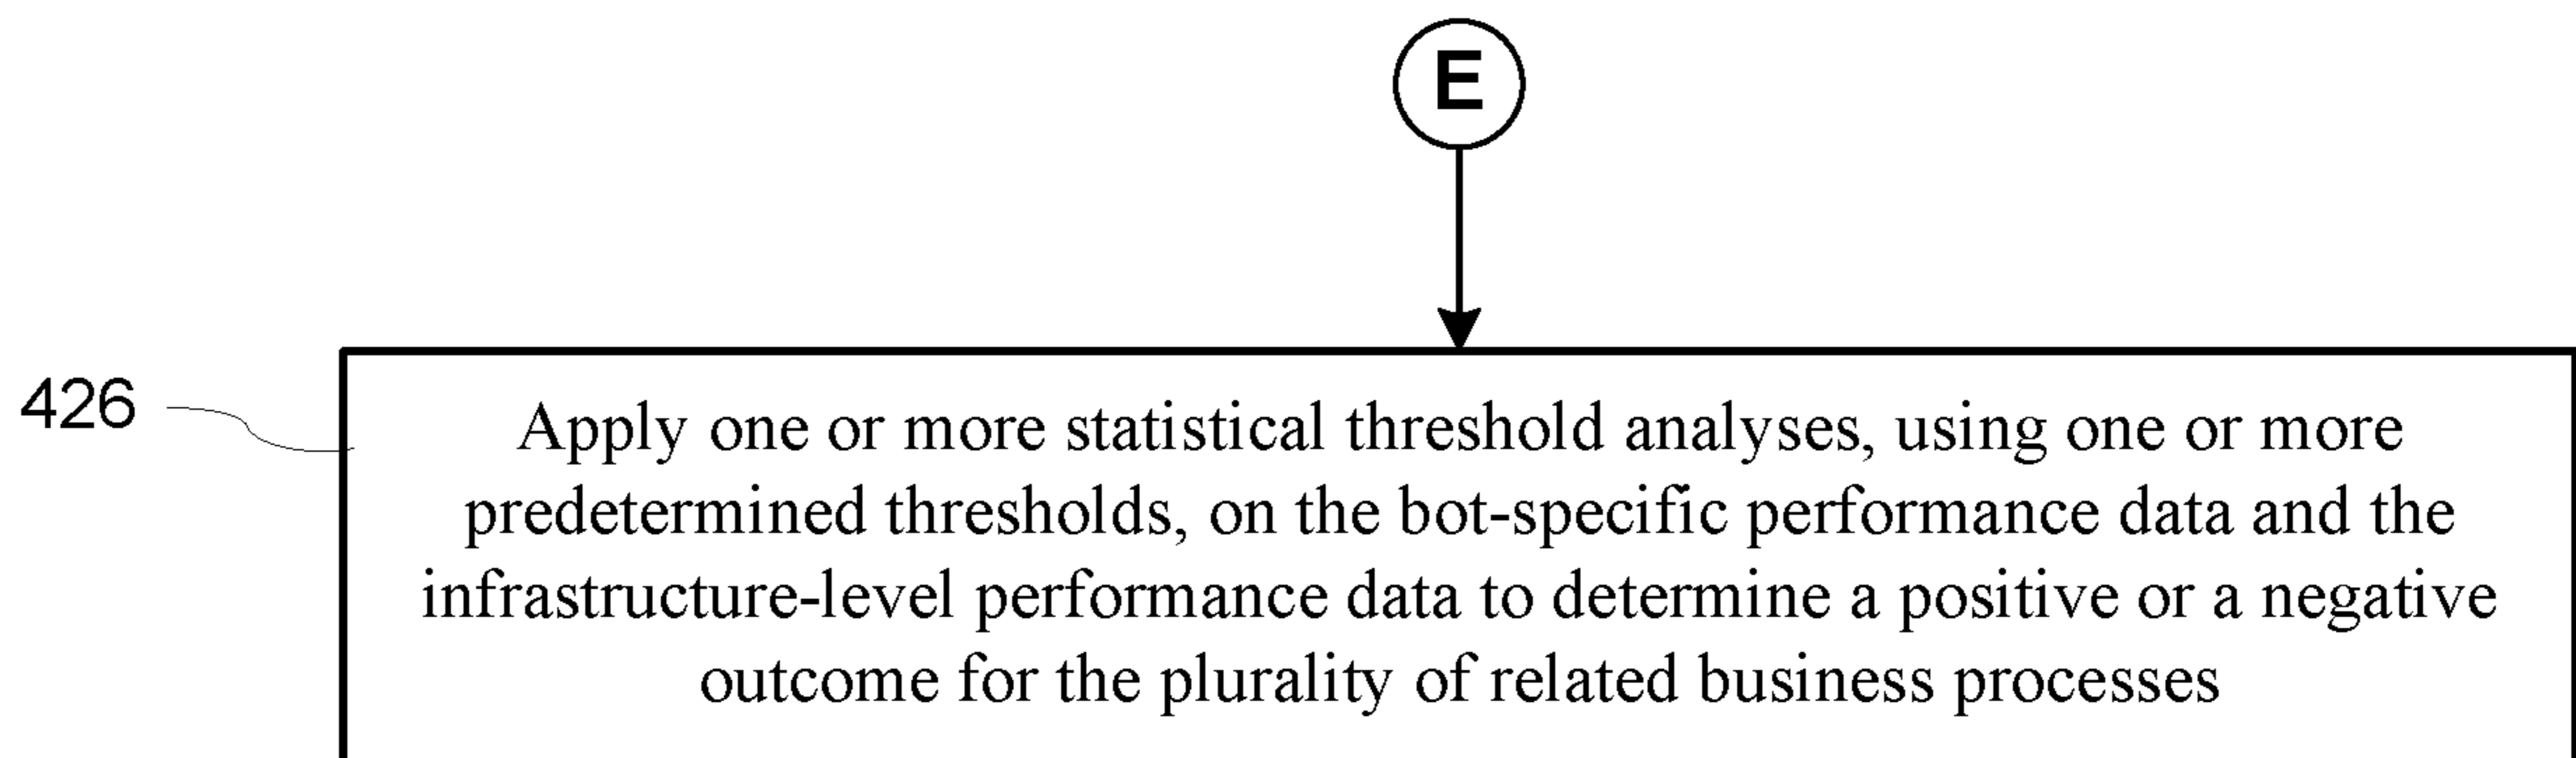 E
426
Apply one or more statistical threshold analyses, using one or more
predetermined thresholds, on the bot-specific performance data and the
infrastructure-level performance data to determine a positive or a negative
outcome for the plurality of related business processes